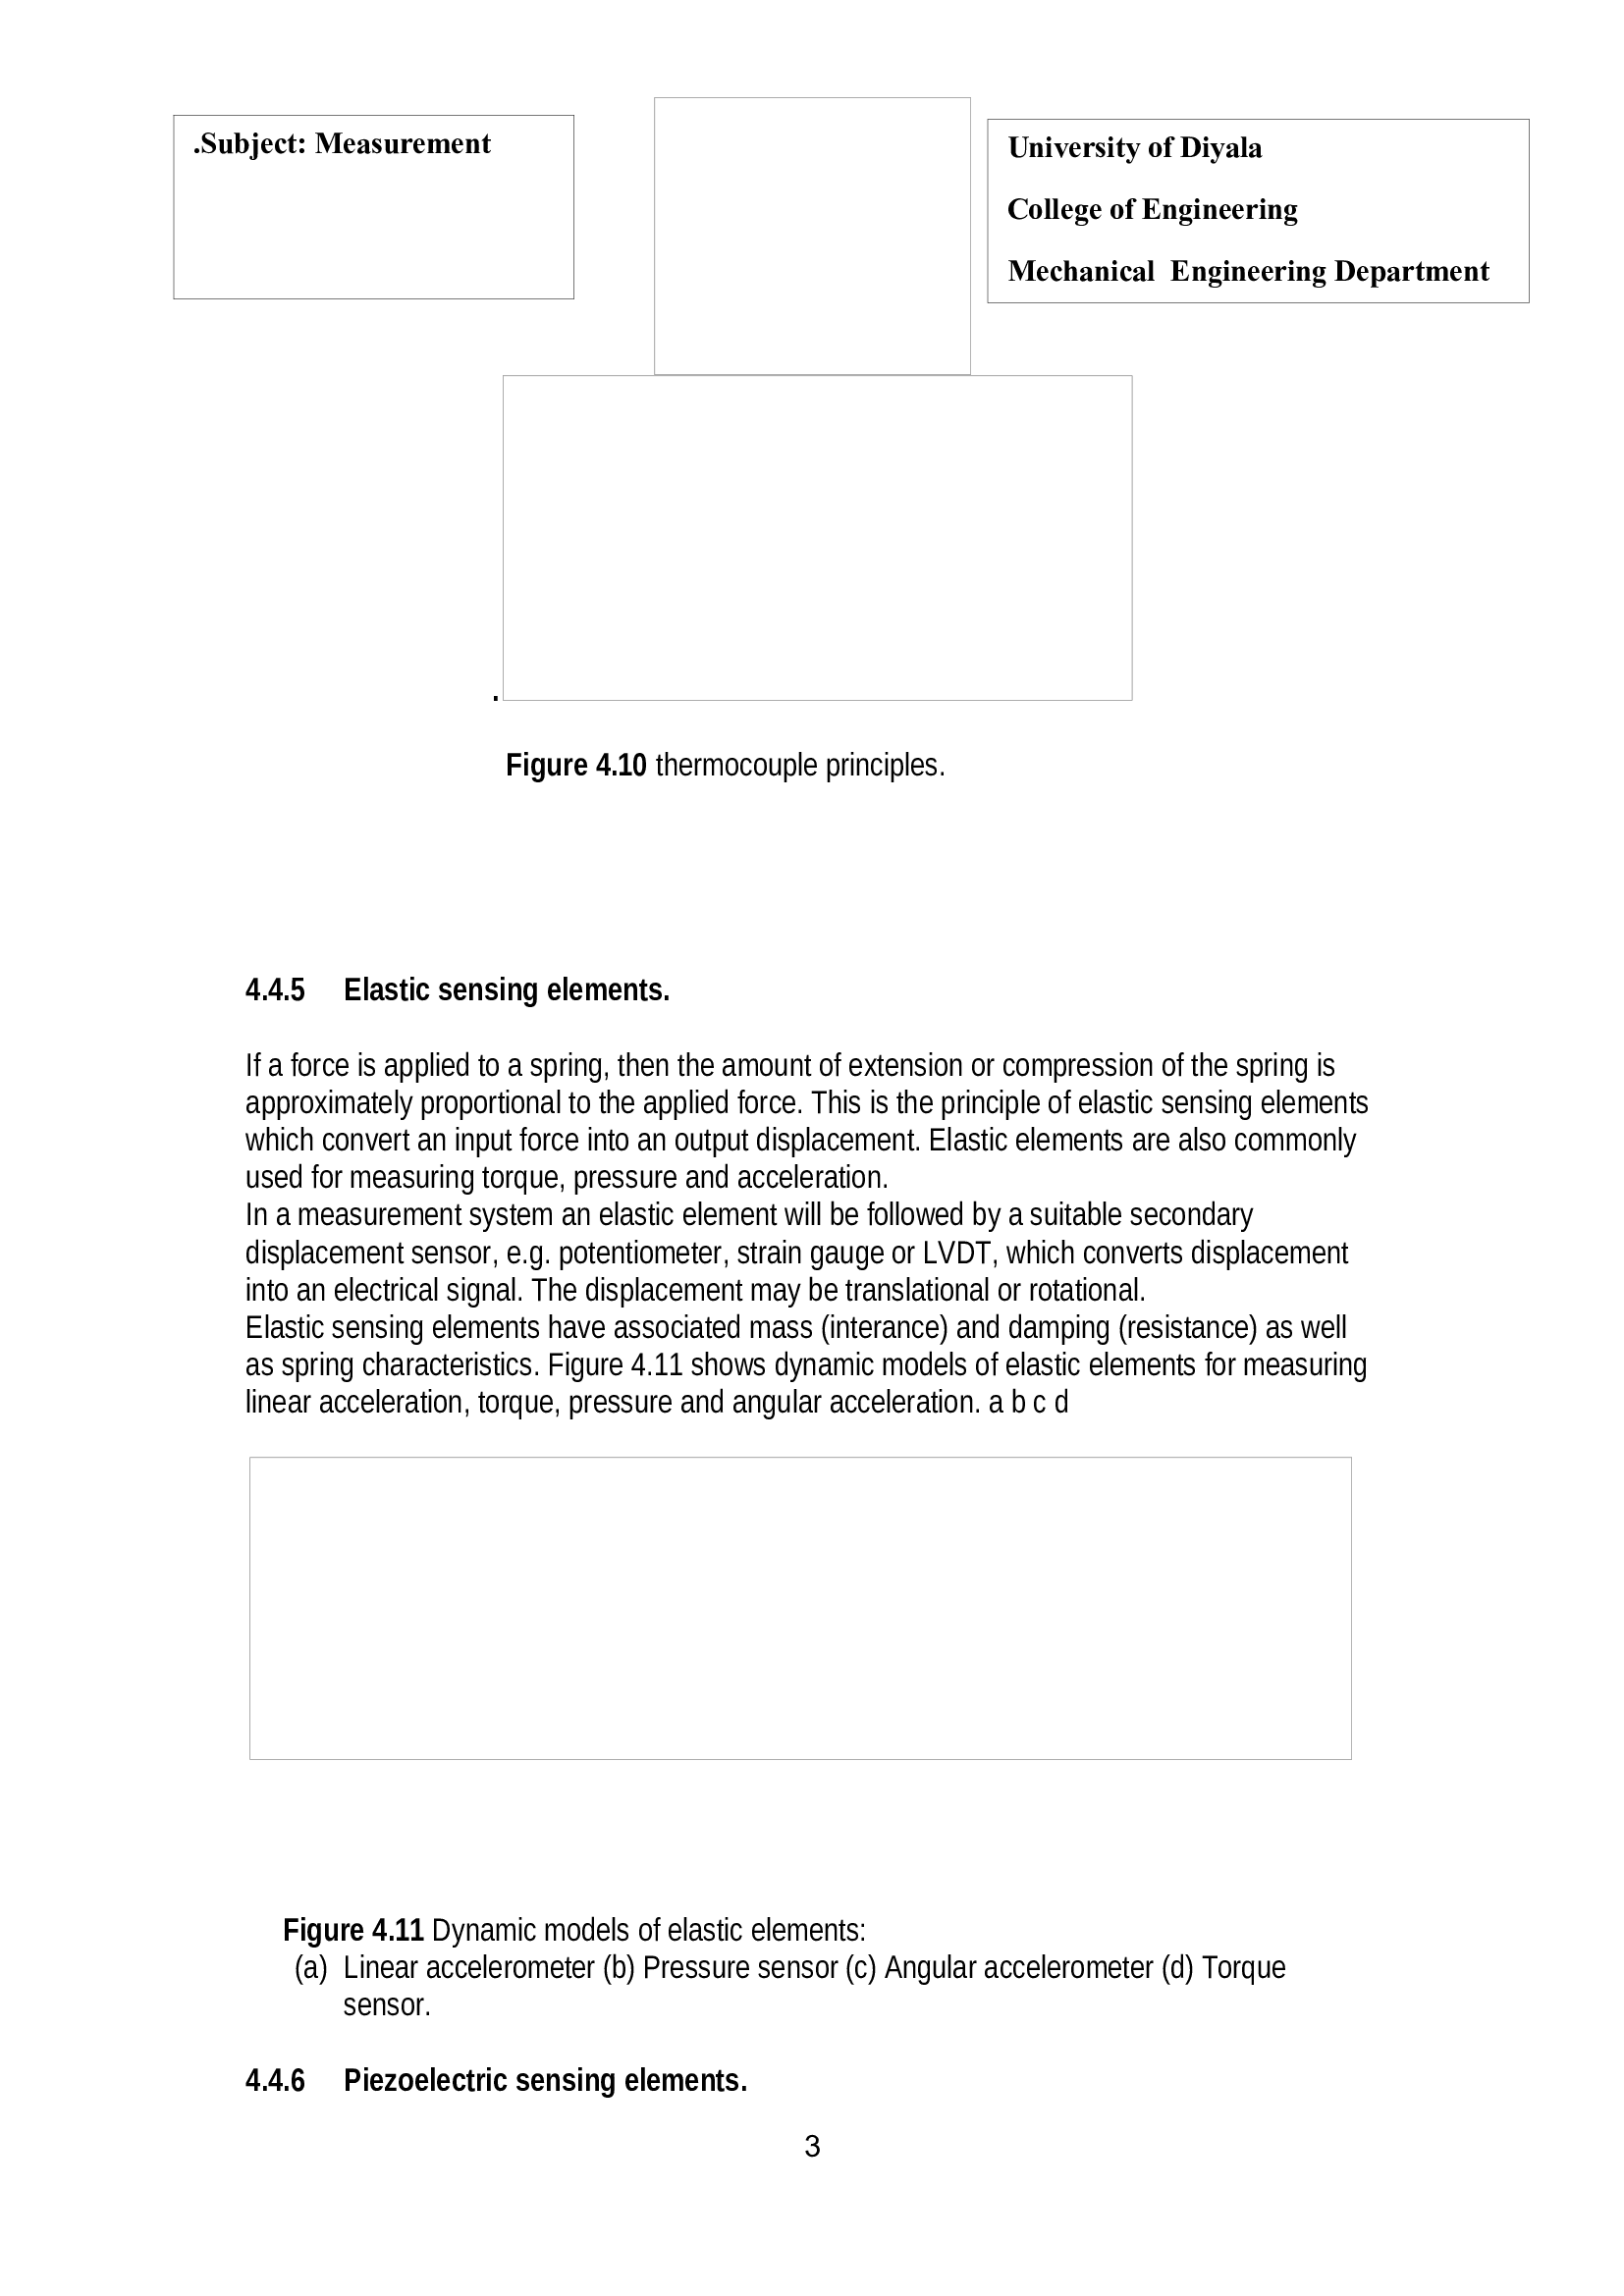 .Subject: Measurement
University of Diyala
College of Engineering
Mechanical  Engineering Department
.
Figure 4.10 thermocouple principles.
4.4.5 Elastic sensing elements.
If a force is applied to a spring, then the amount of extension or compression of the spring is
approximately proportional to the applied force. This is the principle of elastic sensing elements
which convert an input force into an output displacement. Elastic elements are also commonly
used for measuring torque, pressure and acceleration.
In a measurement system an elastic element will be followed by a suitable secondary
displacement sensor, e.g. potentiometer, strain gauge or LVDT, which converts displacement
into an electrical signal. The displacement may be translational or rotational.
Elastic sensing elements have associated mass (interance) and damping (resistance) as well
as spring characteristics. Figure 4.11 shows dynamic models of elastic elements for measuring
linear acceleration, torque, pressure and angular acceleration. a b c d
Figure 4.11 Dynamic models of elastic elements:
(a) Linear accelerometer (b) Pressure sensor (c) Angular accelerometer (d) Torque
sensor.
4.4.6 Piezoelectric sensing elements.
3